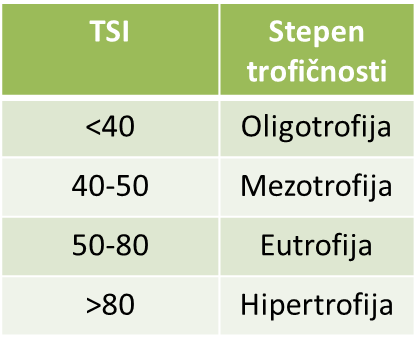 TSI Stepen
trofičnosti
<40 Oligotrofija
40-50 Mezotrofija
50-80 Eutrofija
>80 Hipertrofija